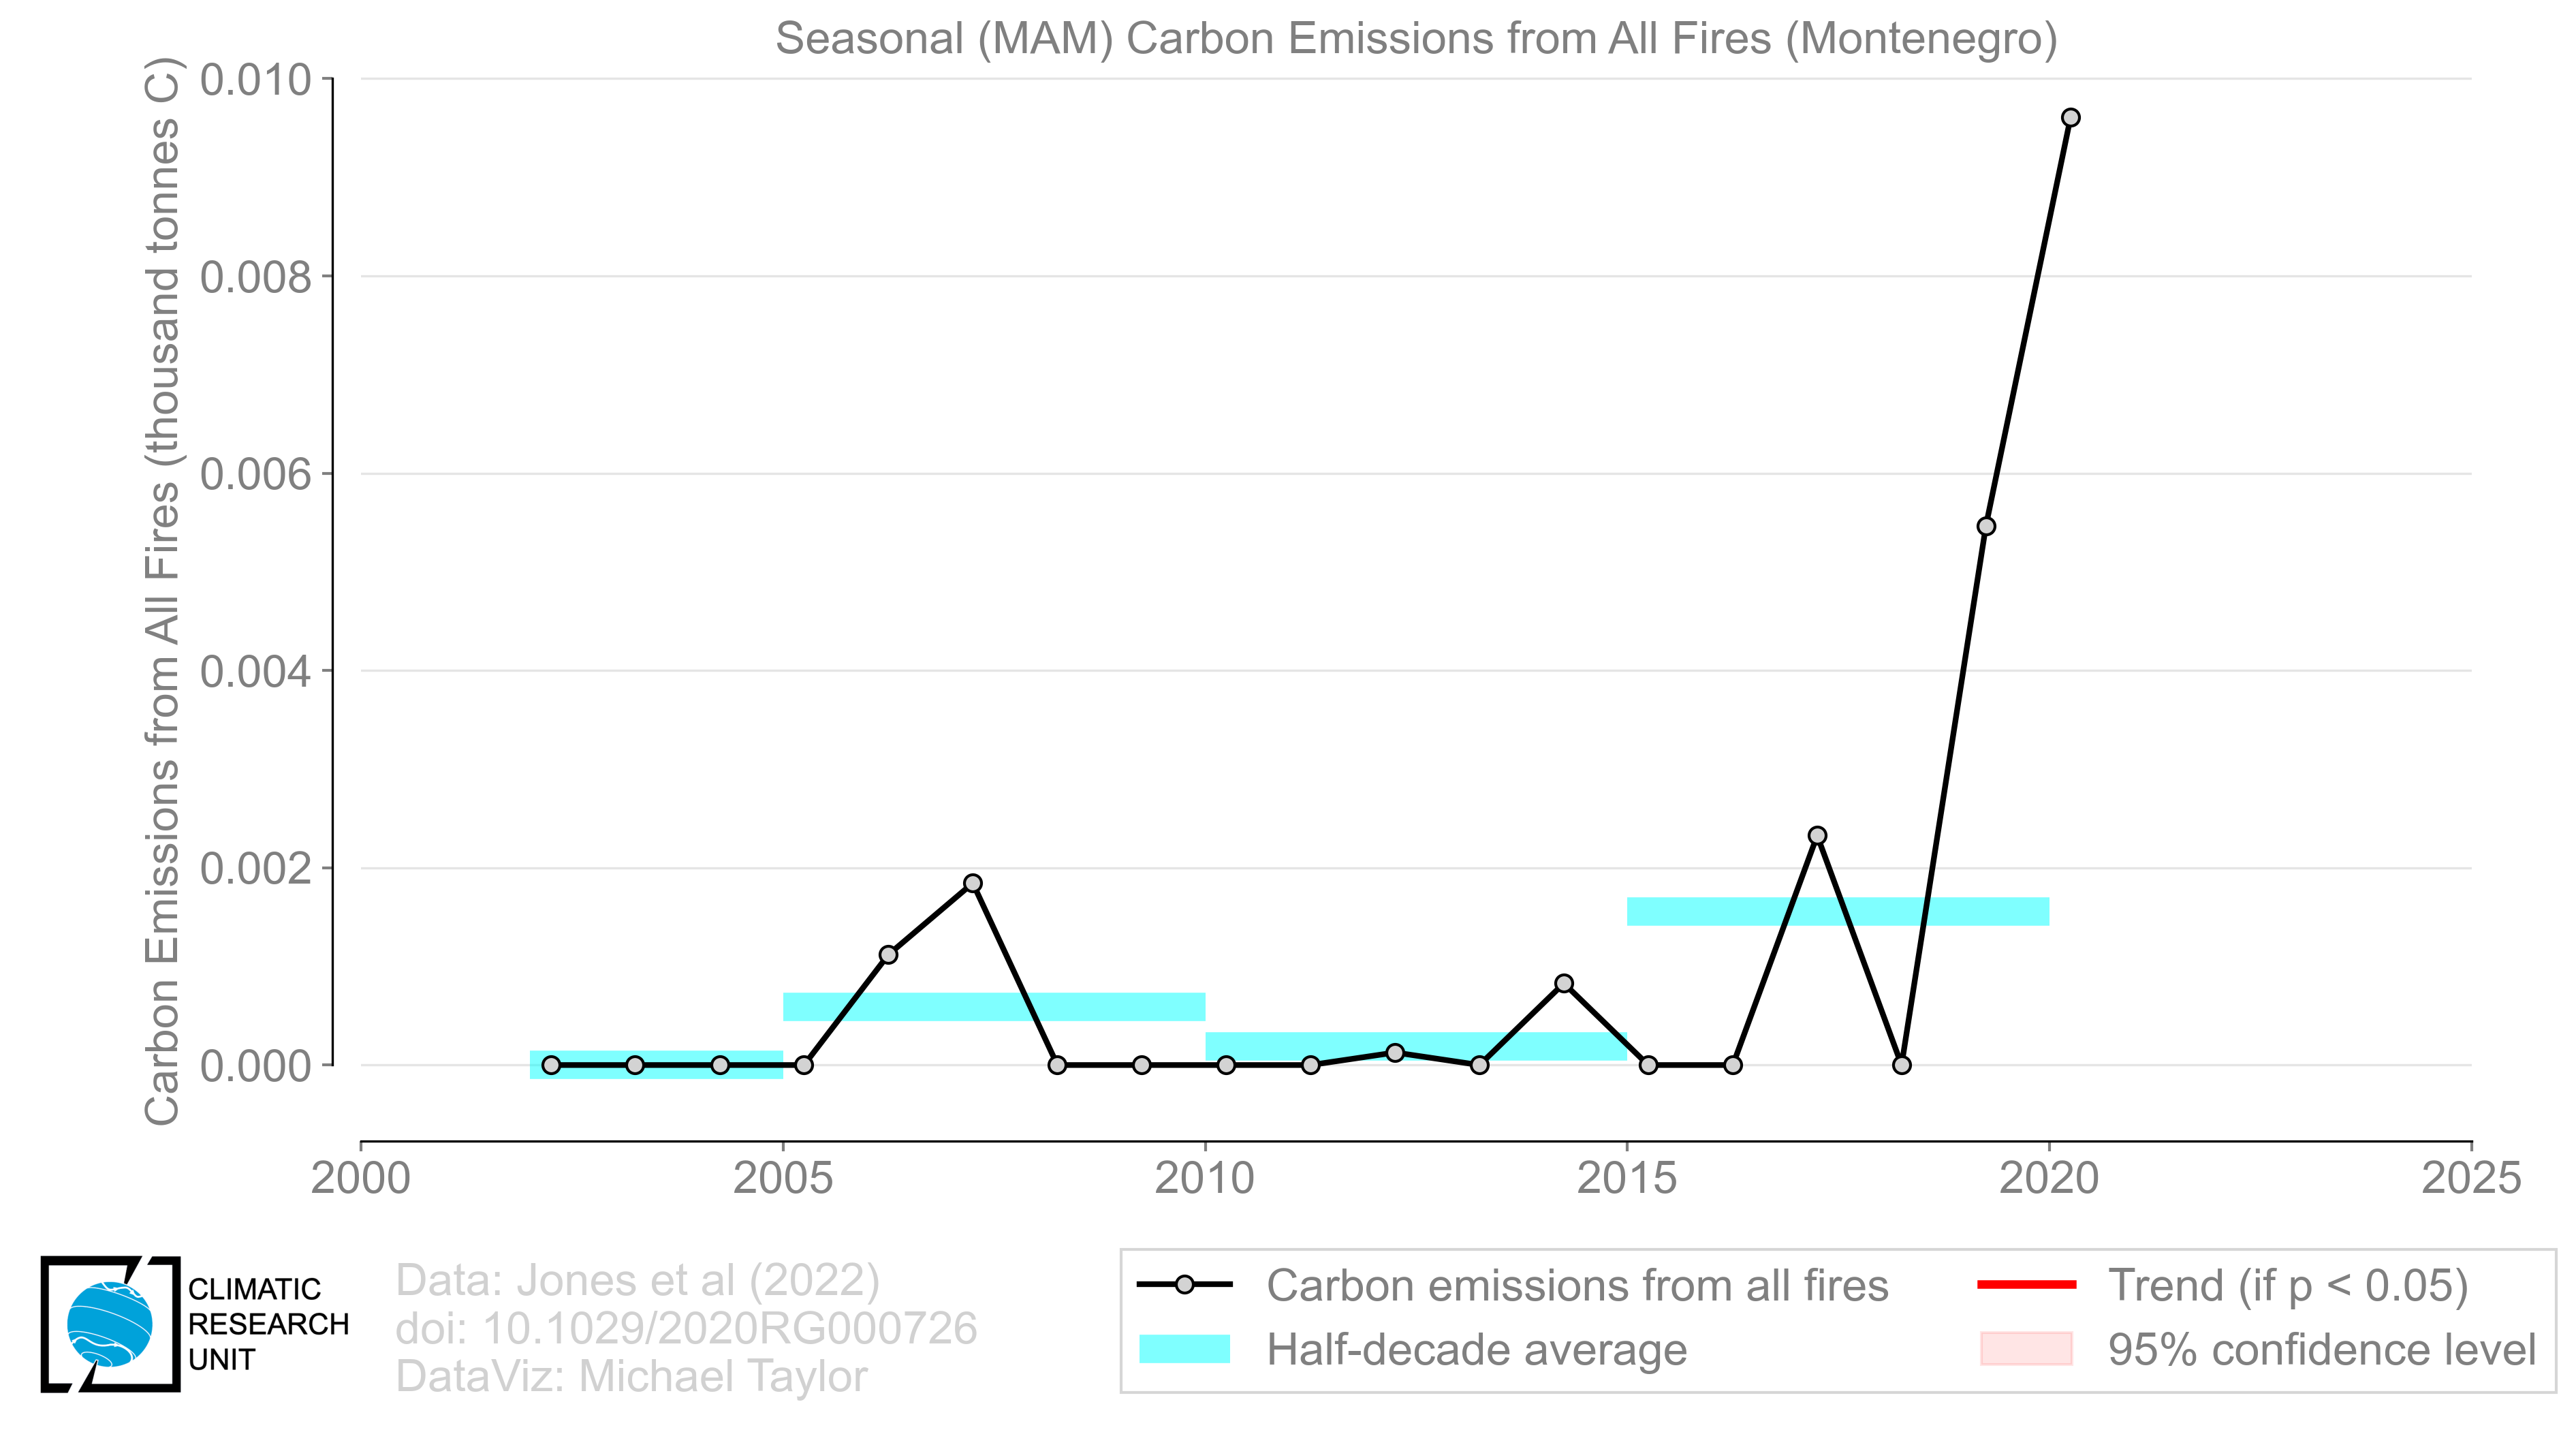 Seasonal (MAM) Carbon Emissions from All Fires (Montenegro)
Carbon Emissions from All Fires (thousand tonnes C)
0.010
0.008
0.006
0.004
0.002
0.000
2000
2005
2010
2015
2020
2025
CLIMATIC
RESEARCH
UNIT
Data: Jones et al (2022)
doi: 10.1029/2020RG000726
DataViz: Michael Taylor
Carbon emissions from all fires
Half-decade average
Trend (if p < 0.05)
95% confidence level